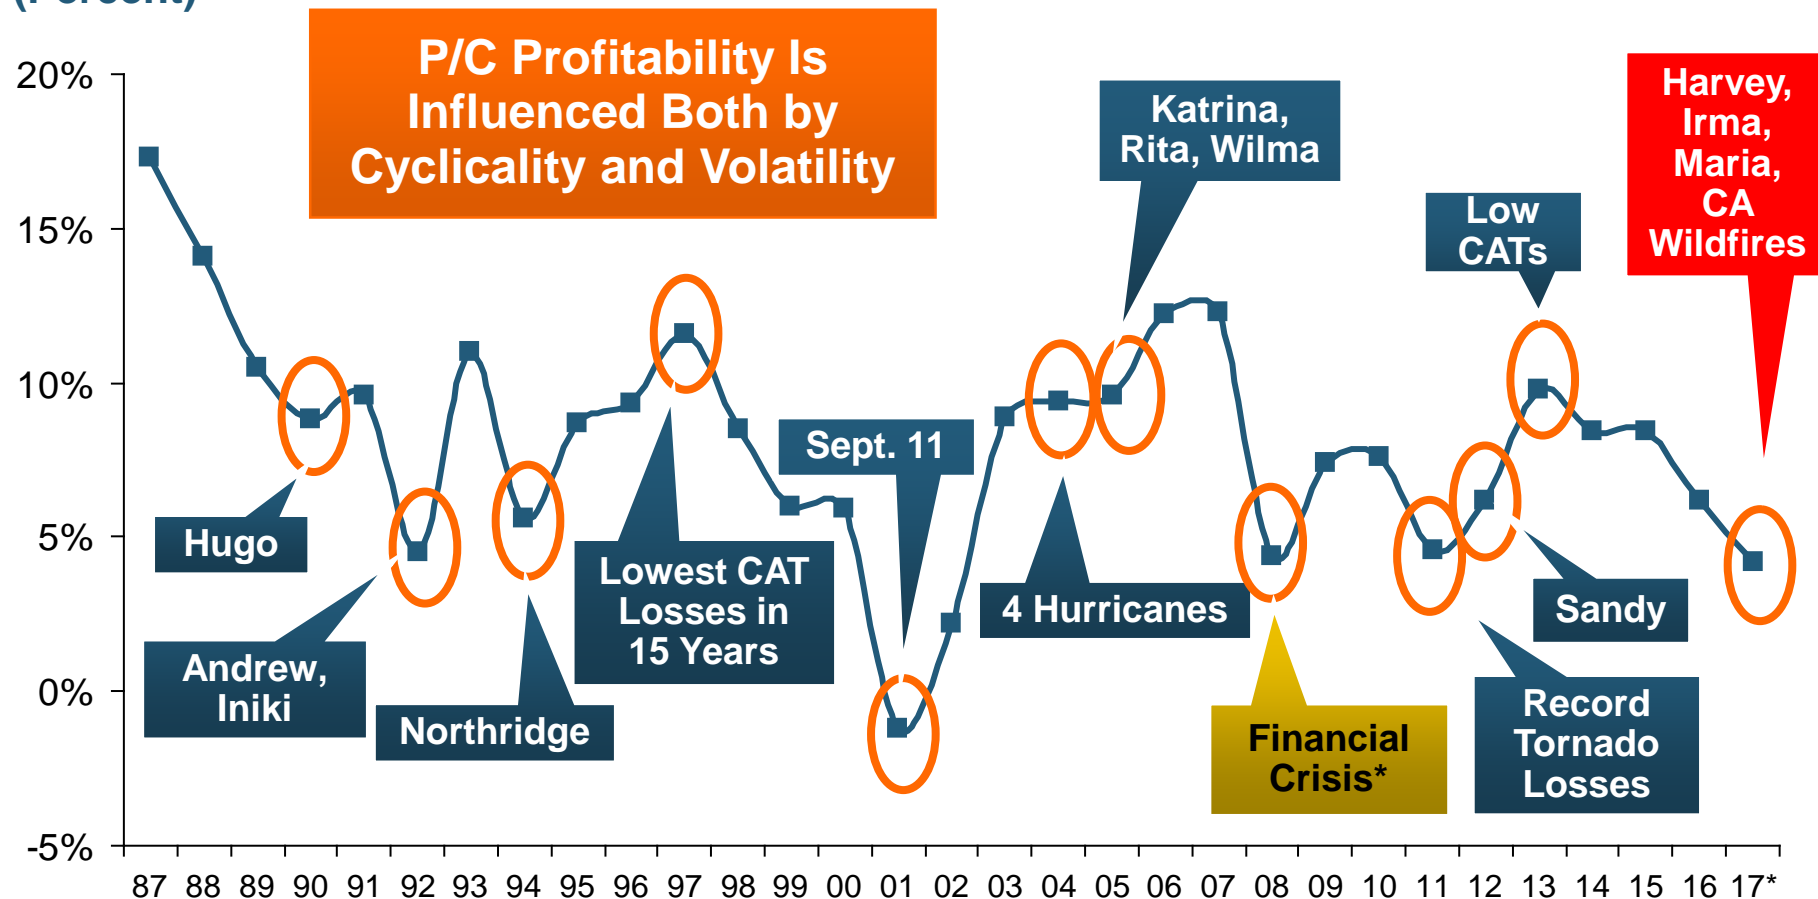 (Percent)
P/C Profitability Is
Influenced Both by
Cyclicality and Volatility
20%
15%
10%
5%
0%
-5%
Hugo
Andrew,
Iniki
Northridge
Lowest CAT
Losses in
15 Years
Sept. 11
4 Hurricanes
Katrina,
Rita, Wilma
Financial
Crisis*
Record
Tornado
Losses
Sandy
Low
CATs
Harvey,
Irma,
Maria,
CA
Wildfires
87 88 89 90 91 92 93 94 95 96 97 98 99 00 01 02 03 04 05 06 07 08 09 10 11 12 13 14 15 16 17*